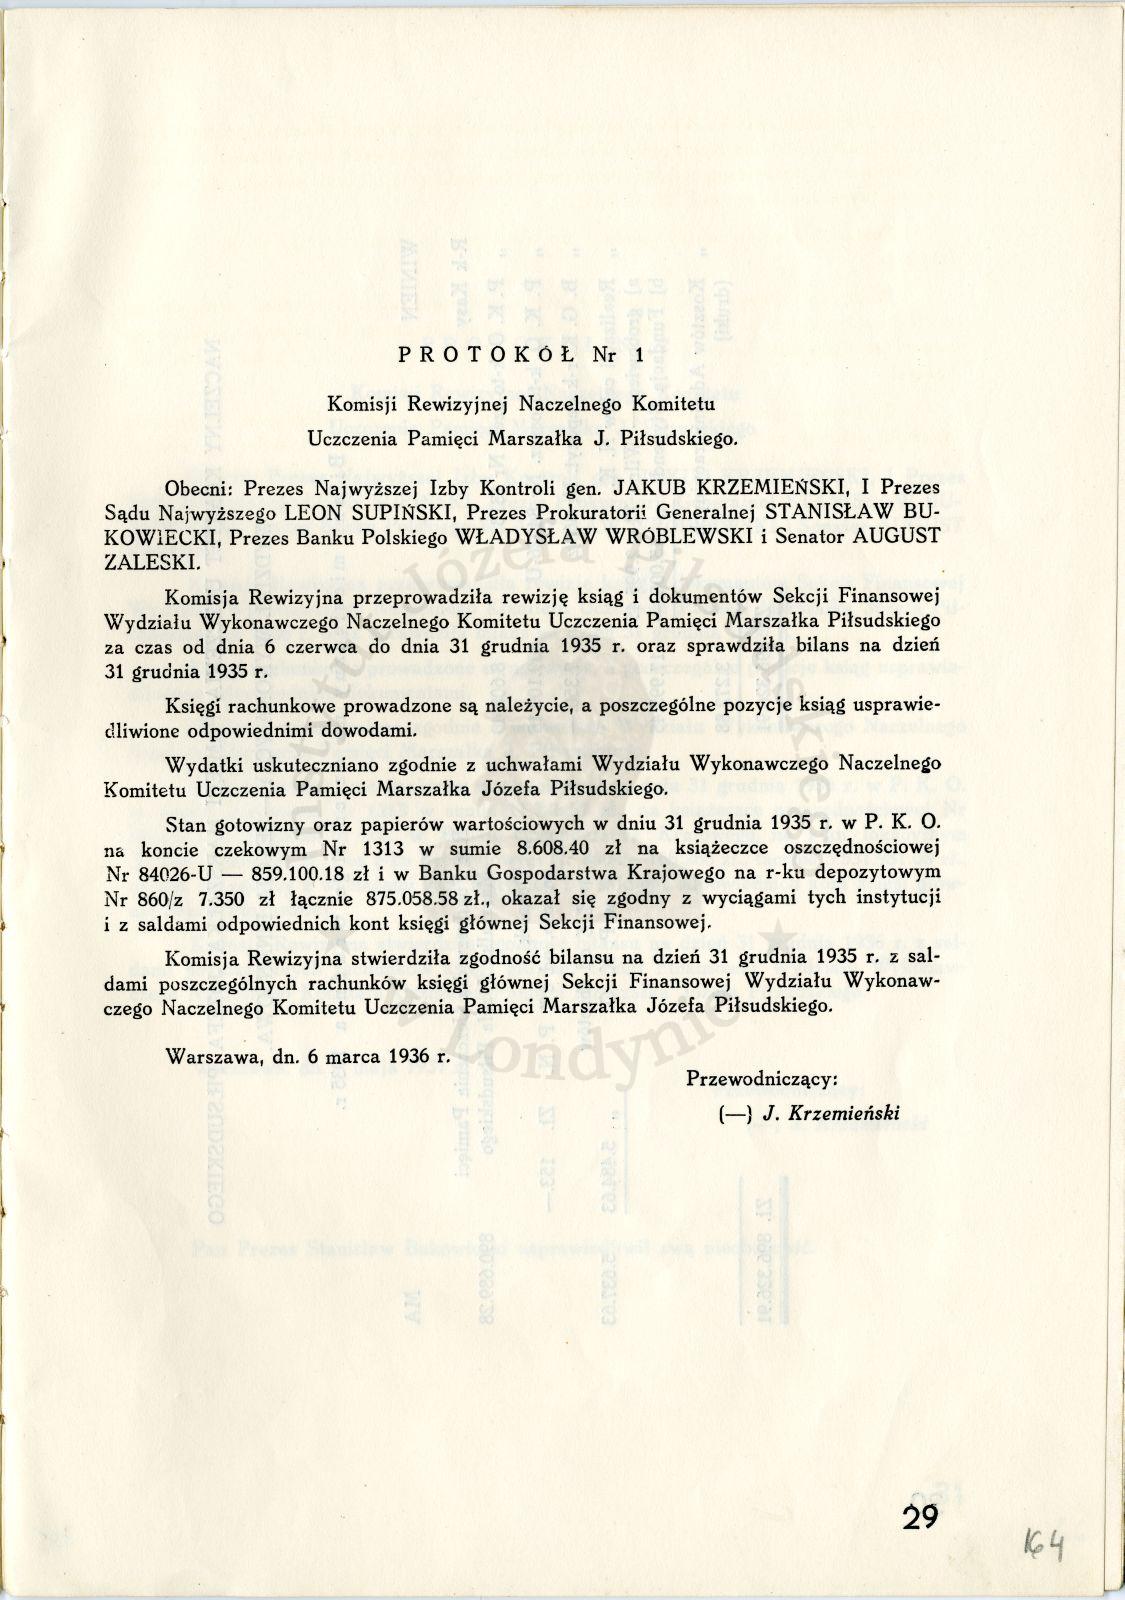 PROTOKÓŁ Nr 1
Komisji Rewizyjnej Naczelnego Komitetu
Uczczenia Pamięci Marszałka J. Piłsudskiego.
Obecni: Prezes Najwyższej Izby Kontroli gen. JAKUB KRZEMIEŃSKI, I Prezes
Sądu Najwyższego LEON SUPIŃSKI, Prezes Prokuratorii Generalnej STANISŁAW BU-
KOWIECKI, Prezes Banku Polskiego WŁADYSŁAW WRÓBLEWSKI i Senator AUGUST
ZALESKI.
Komisja Rewizyjna przeprowadziła rewizję ksiąg i dokumentów Sekcji Finansowej
Wydziału Wykonawczego Naczelnego Komitetu Uczczenia Pamięci Marszałka Piłsudskiego
za czas od dnia 6 czerwca do dnia 31 grudnia 1935 r. oraz sprawdziła bilans na dzień
31 grudnia 1935 r.
Księgi rachunkowe prowadzone są należycie, a poszczególne pozycje ksiąg usprawie-
dliwione odpowiednimi dowodami.
Wydatki uskuteczniano zgodnie z uchwałami Wydziału Wykonawczego Naczelnego
Komitetu Uczczenia Pamięci Marszałka Józefa Piłsudskiego.
Stan gotowizny oraz papierów wartościowych w dniu 31 grudnia 1935 r. w P. K. O.
na koncie czekowym Nr 1313 w sumie 8.608.40 zł na książeczce oszczędnościowej
Nr 84026-U — 859.100.18 zł i w Banku Gospodarstwa Krajowego na r-ku depozytowym
Nr 860/z 7.350 zł łącznie 875.058.58 zł., okazał się zgodny z wyciągami tych instytucji
i z saldami odpowiednich kont księgi głównej Sekcji Finansowej.
Komisja Rewizyjna stwierdziła zgodność bilansu na dzień 31 grudnia 1935 r. z sal-
dami poszczególnych rachunków księgi głównej Sekcji Finansowej Wydziału Wykonaw-
czego Naczelnego Komitetu Uczczenia Pamięci Marszałka Józefa Piłsudskiego.
Warszawa, dn. 6 marca 1936 r.
Przewodniczący:
(—) J. Krzemieński
29
164
Instytut Józefa Piłsudskiego
w Londynie